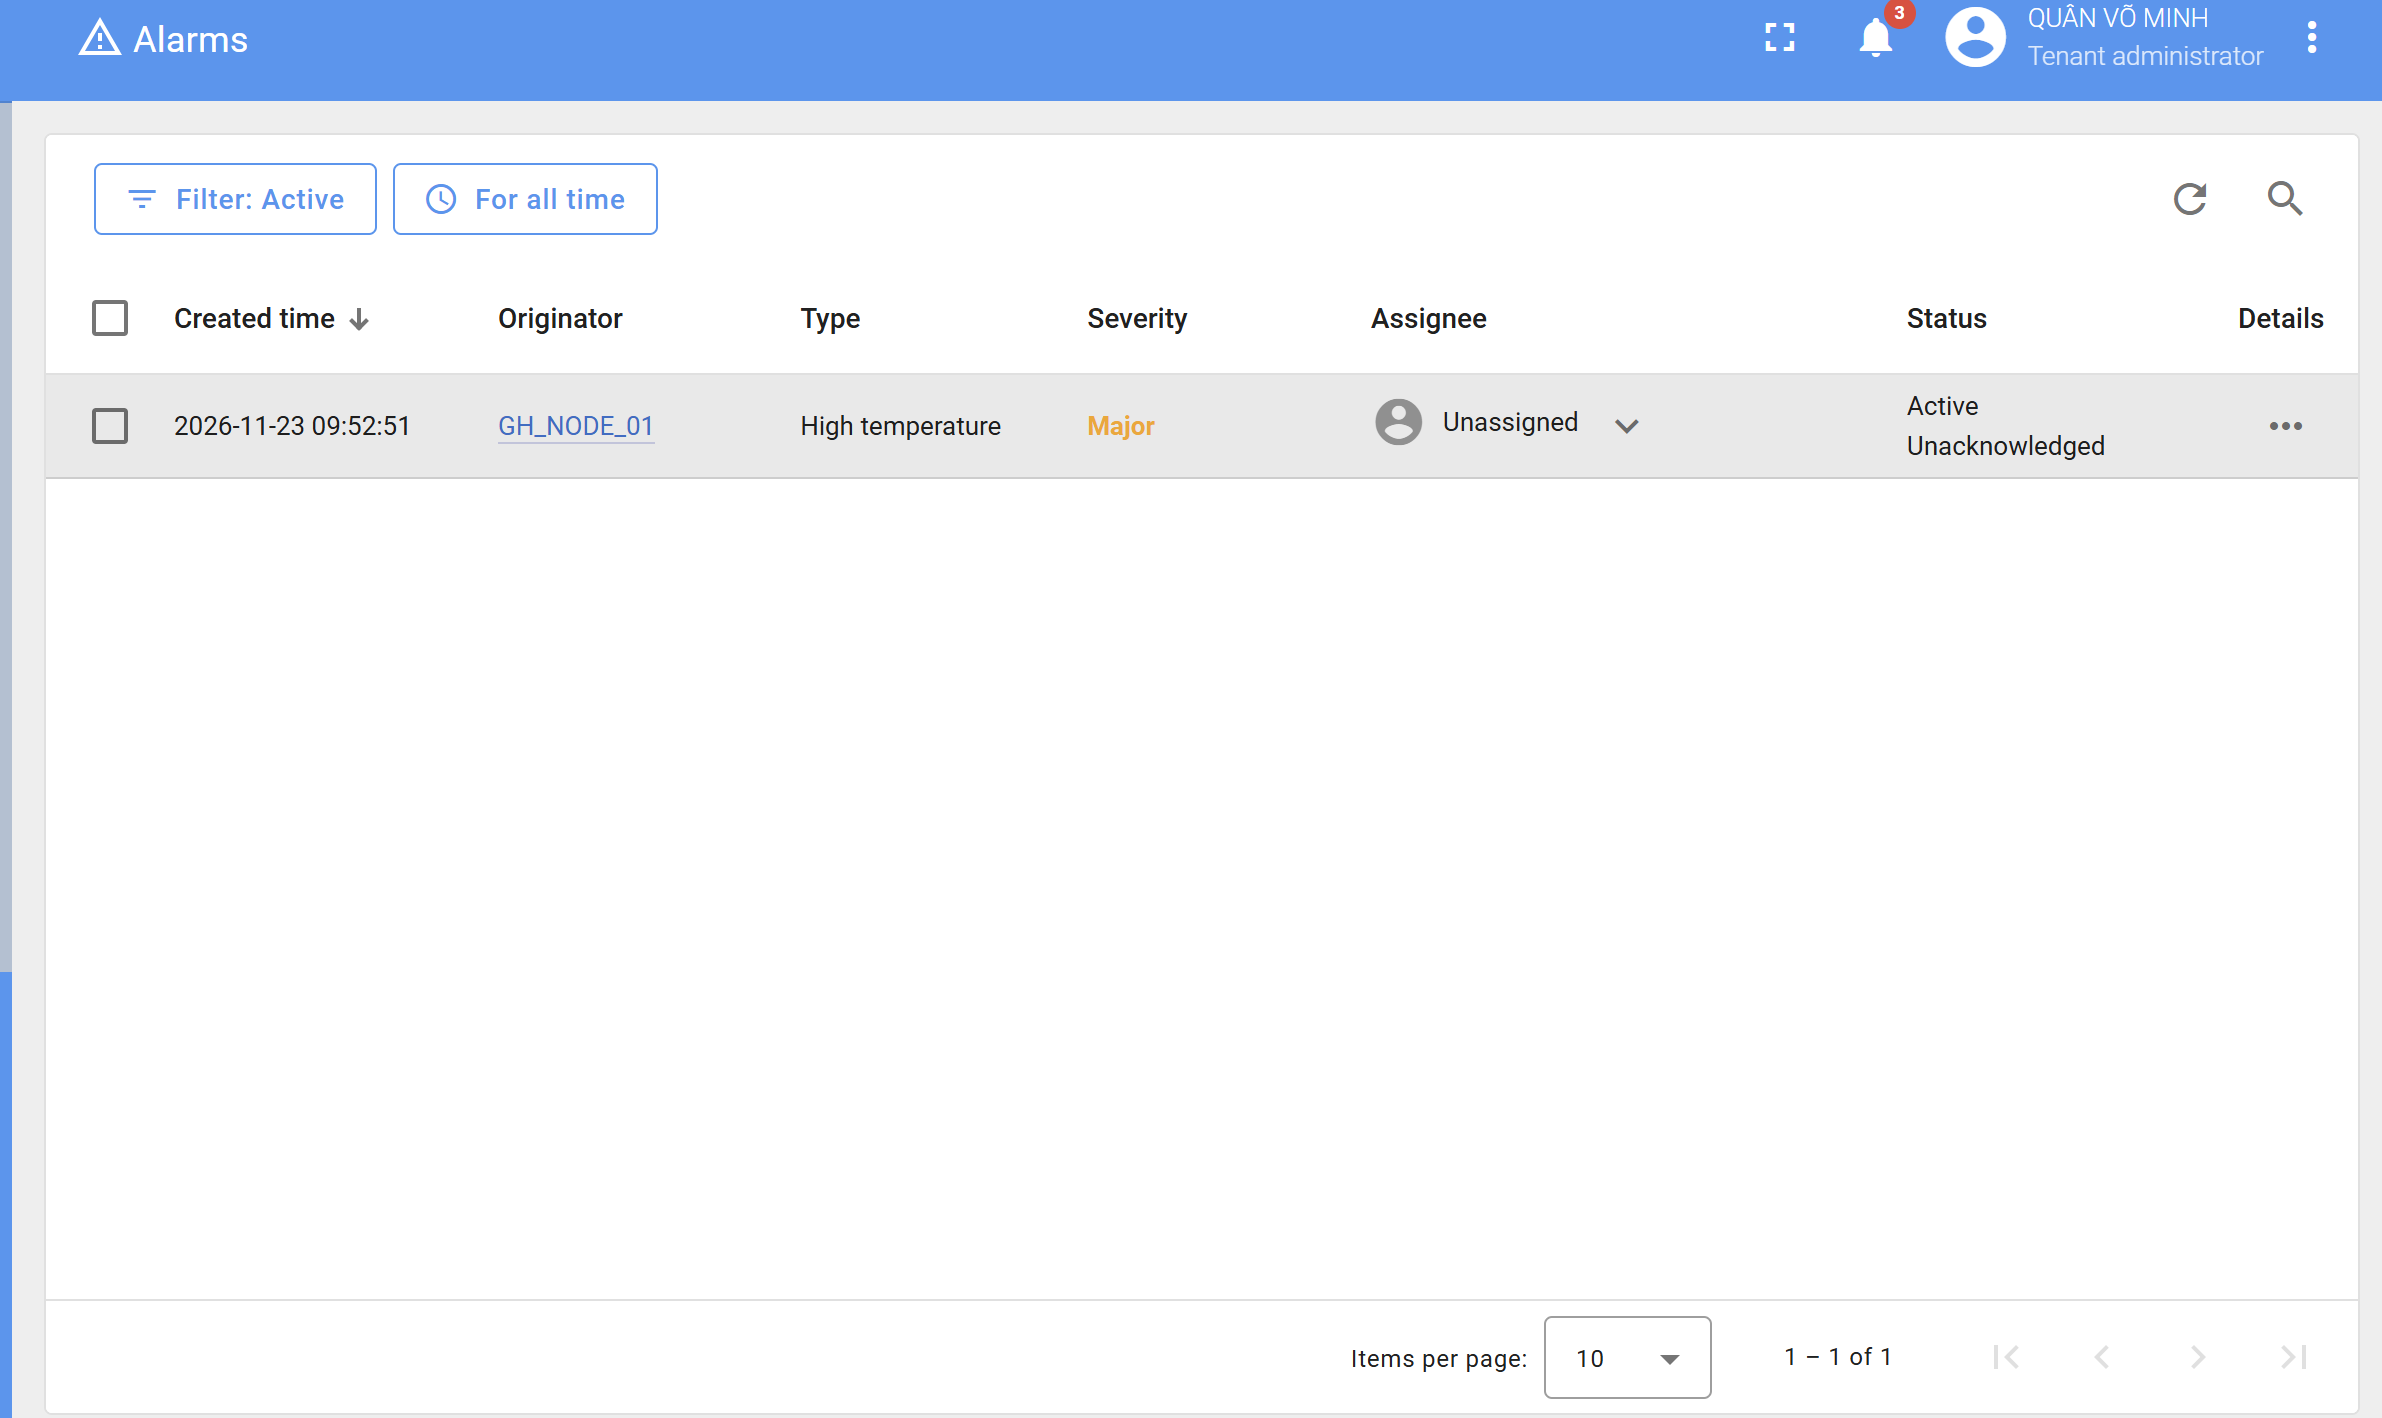 Alarms
3
QUÂN VÕ MINH
Tenant administrator
Filter: Active
For all time
Created time
Originator
Type
Severity
Assignee
Status
Details
2026-11-23 09:52:51
GH_NODE_01
High temperature
Major
Unassigned
Active
Unacknowledged
Items per page:
10
1 – 1 of 1